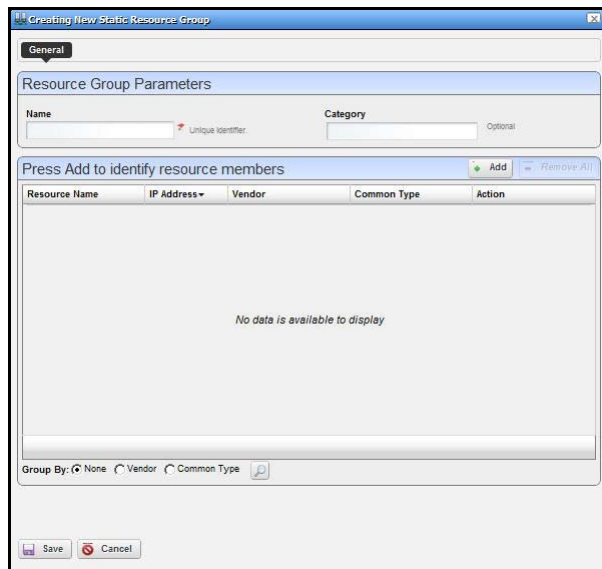 Creating New Static Resource Group
General
Resource Group Parameters
Name
Unique Identifier.
Category
Optional
Press Add to identify resource members
Add
Remove All
Resource Name IP Address Vendor Common Type Action
No data is available to display
Group By: None Vendor Common Type
Save Cancel